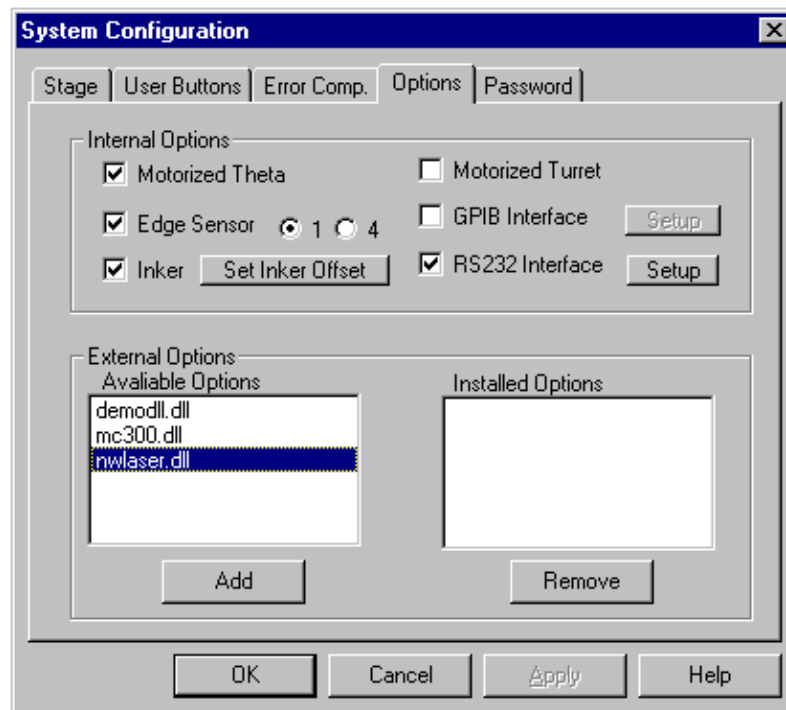 System Configuration
Stage User Buttons Error Comp. Options Password
Internal Options
Motorized Theta Motorized Turret
Edge Sensor 1 4 GPIB Interface Setup
Inker Set Inker Offset RS232 Interface Setup
External Options
Avaliable Options Installed Options
demodll.dll
mc300.dll
nwlaser.dll
Add Remove
OK Cancel Apply Help